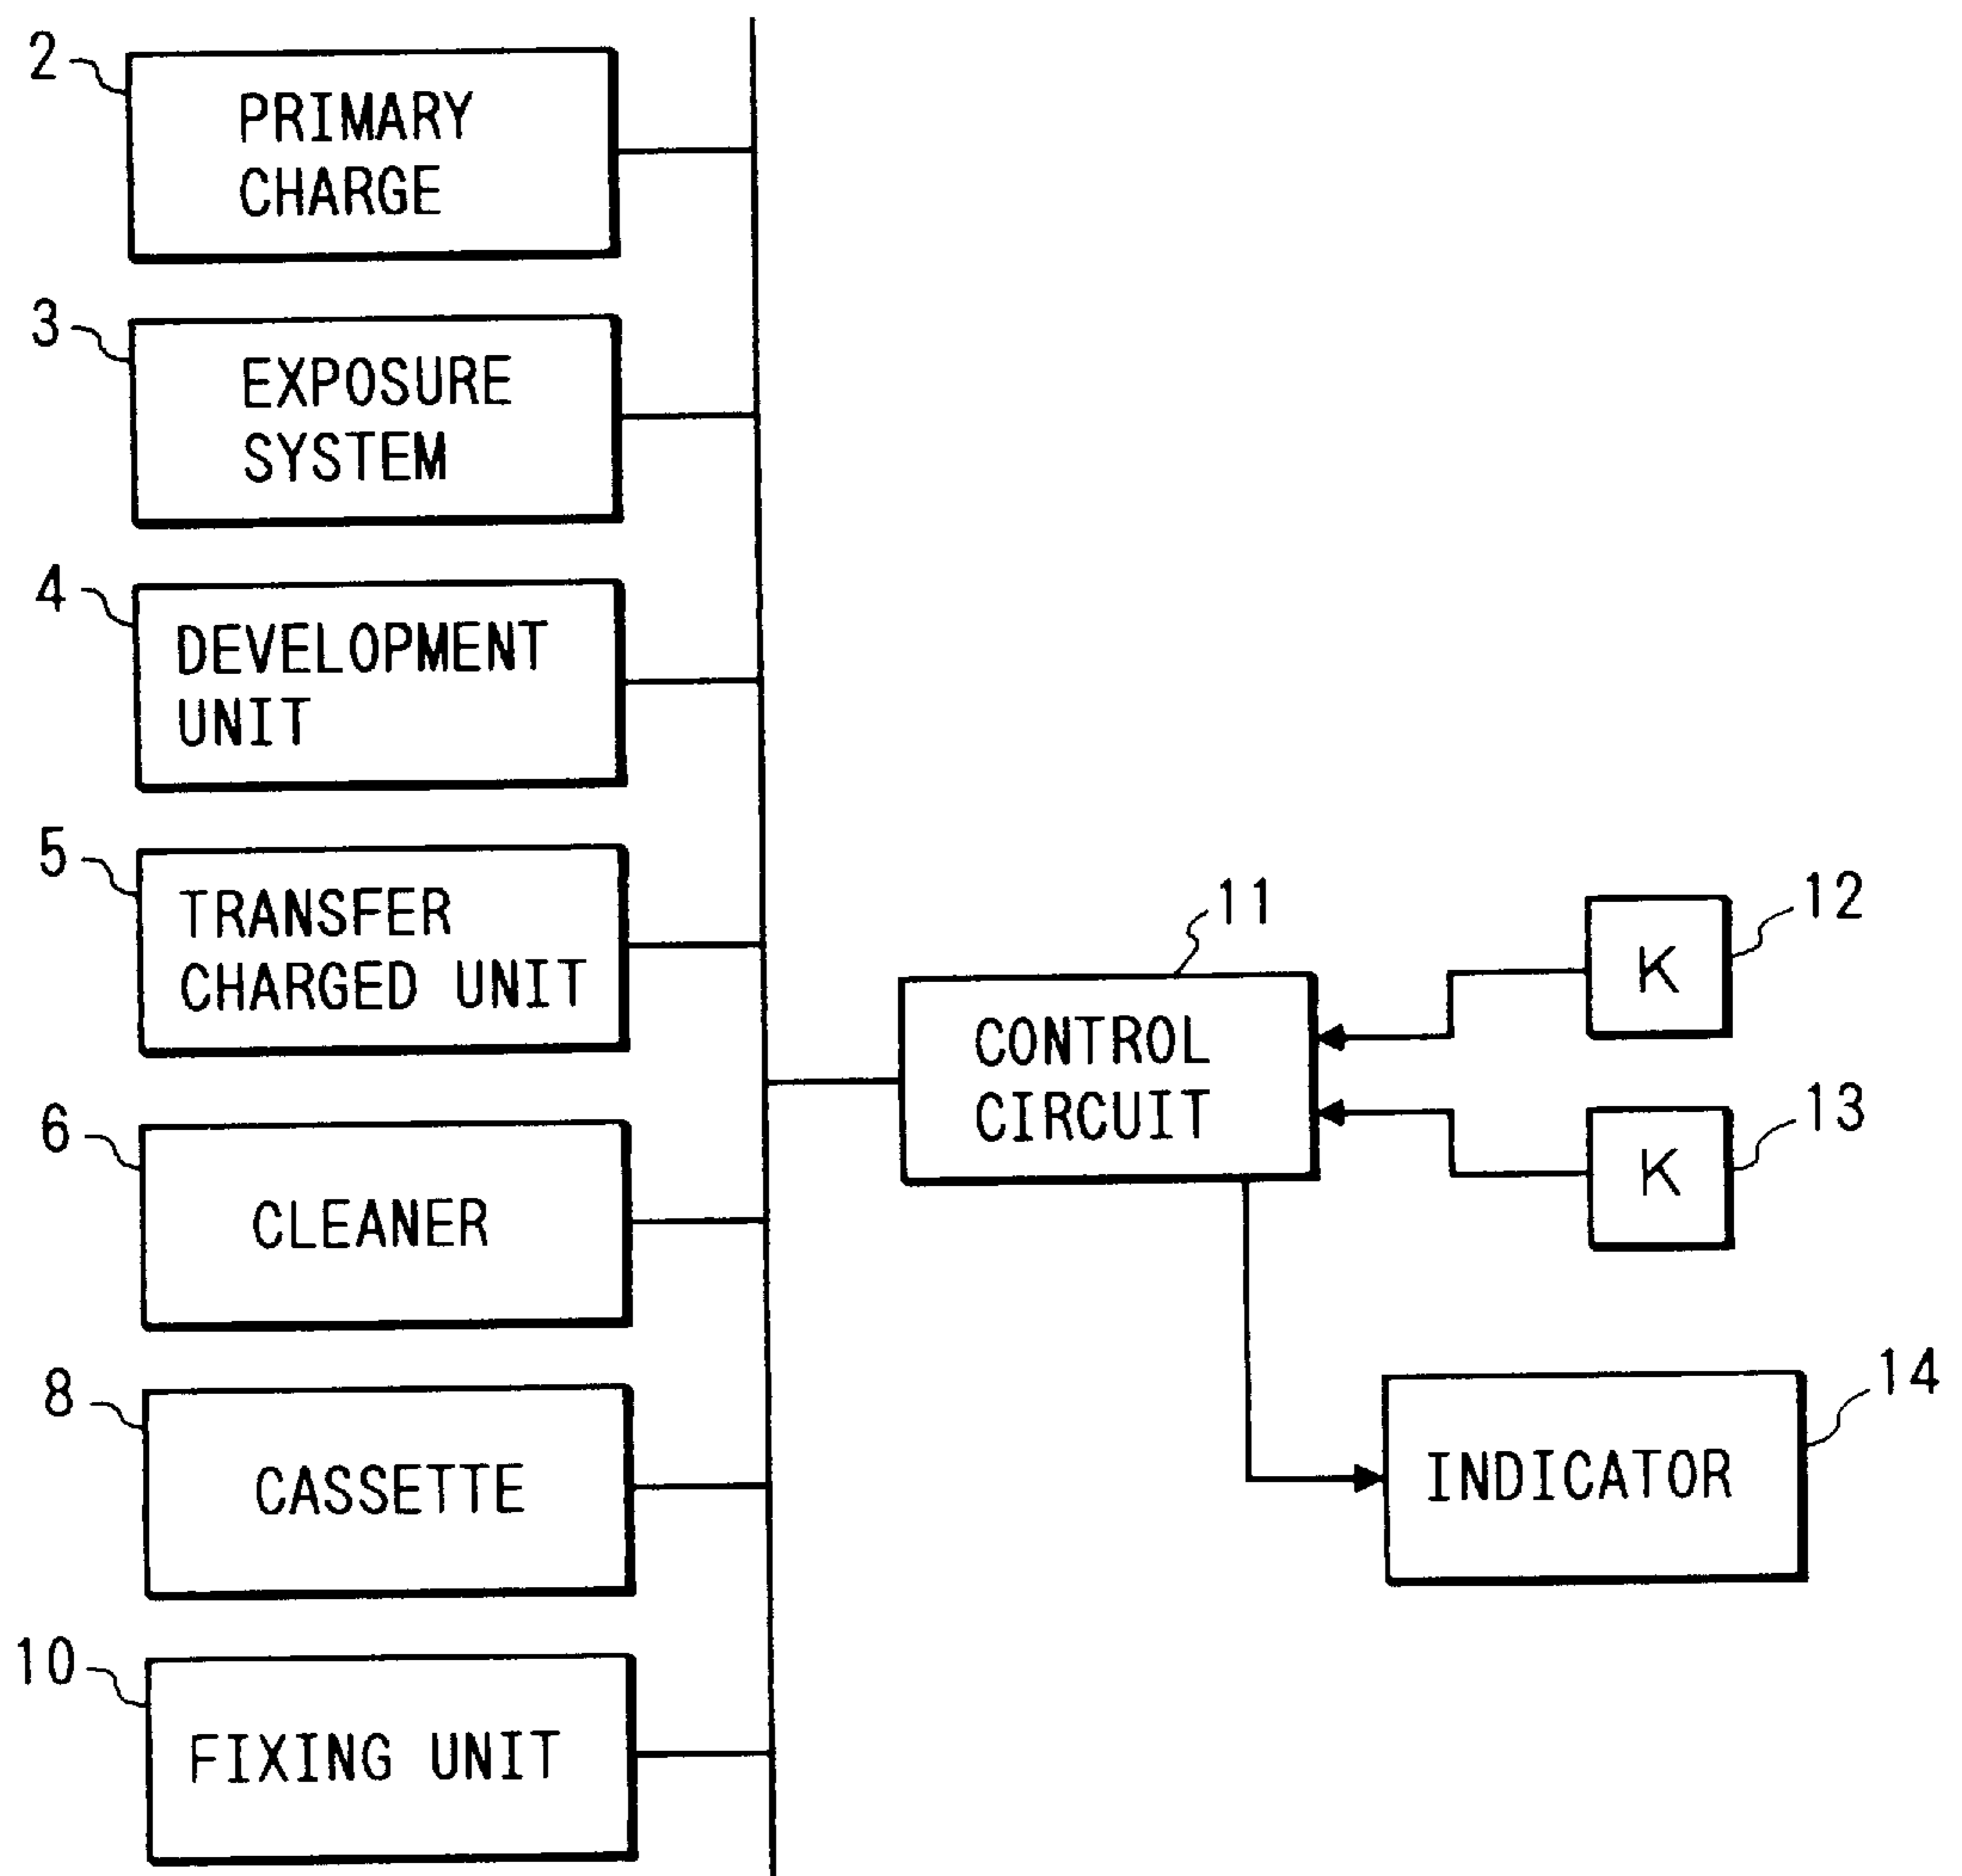 2
PRIMARY
CHARGE
3
EXPOSURE
SYSTEM
4
DEVELOPMENT
UNIT
5
TRANSFER
CHARGED UNIT
6
CLEANER
8
CASSETTE
10
FIXING UNIT
11
CONTROL
CIRCUIT
12
K
13
K
14
INDICATOR